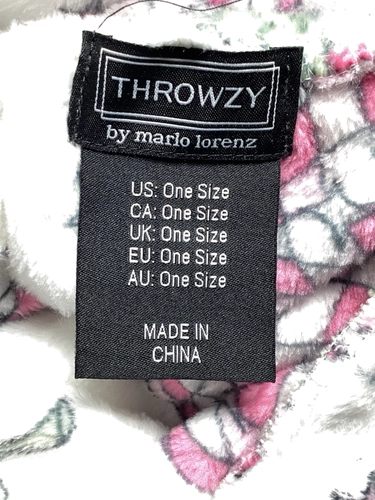 THROWZY
by marlo lorenz
US: One Size
CA: One Size
UK: One Size
EU: One Size
AU: One Size
MADE IN
CHINA